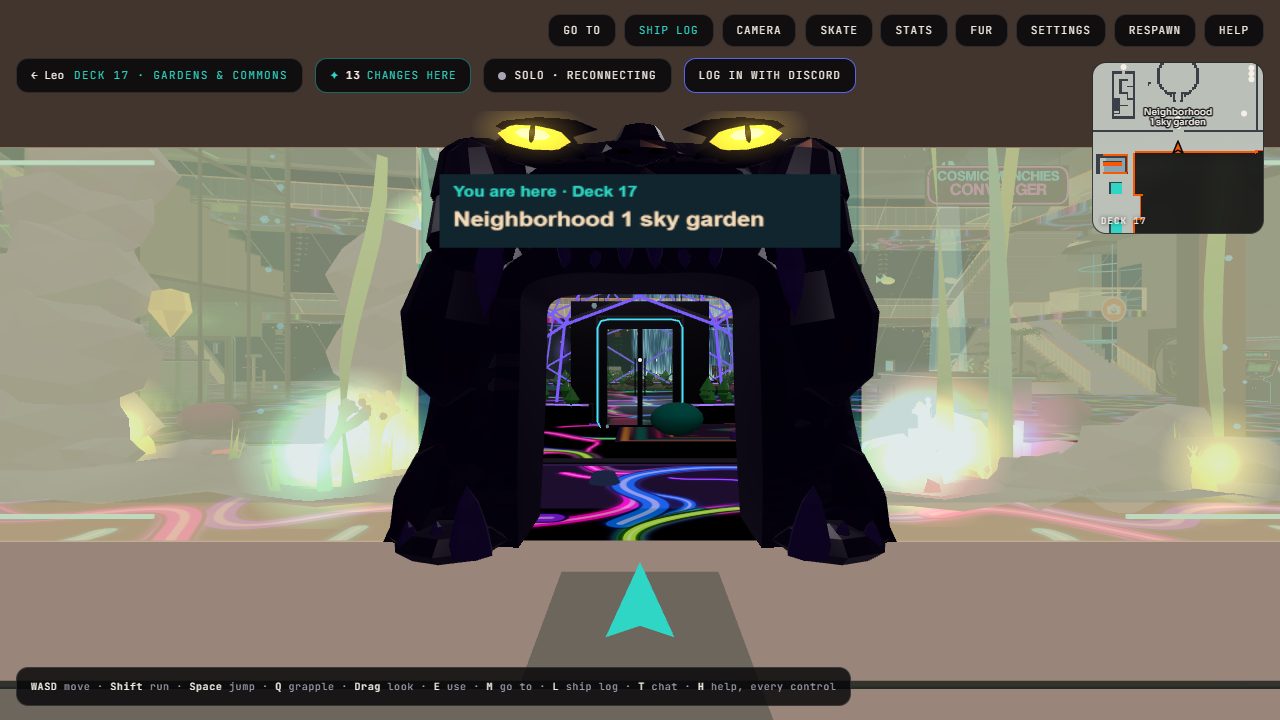 GO TO
SHIP LOG
CAMERA
SKATE
STATS
FUR
SETTINGS
RESPAWN
HELP
← Leo DECK 17 · GARDENS & COMMONS
✦ 13 CHANGES HERE
SOLO · RECONNECTING
LOG IN WITH DISCORD
Neighborhood
1 sky garden
DECK 17
You are here · Deck 17
Neighborhood 1 sky garden
WASD move · Shift run · Space jump · Q grapple · Drag look · E use · M go to · L ship log · T chat · H help, every control